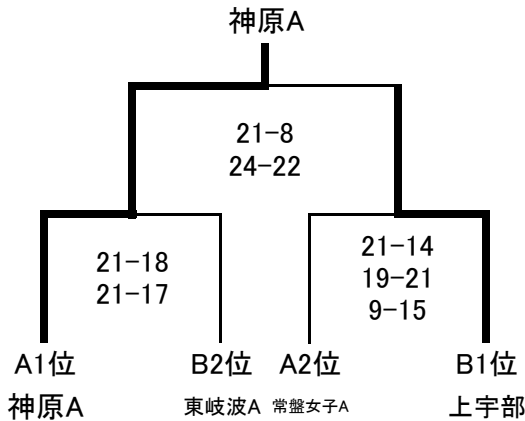 神原A
21-8
24-22
21-18
21-17
21-14
19-21
9-15
A1位
B2位
A2位
B1位
神原A
東岐波A
常盤女子A
上宇部